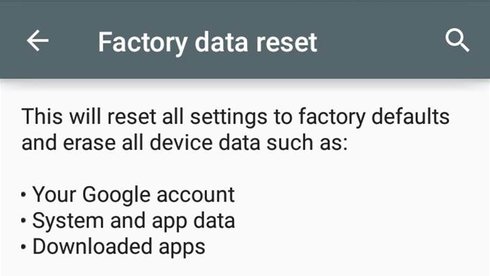 Factory data reset
This will reset all settings to factory defaults
and erase all device data such as:
• Your Google account
• System and app data
• Downloaded apps